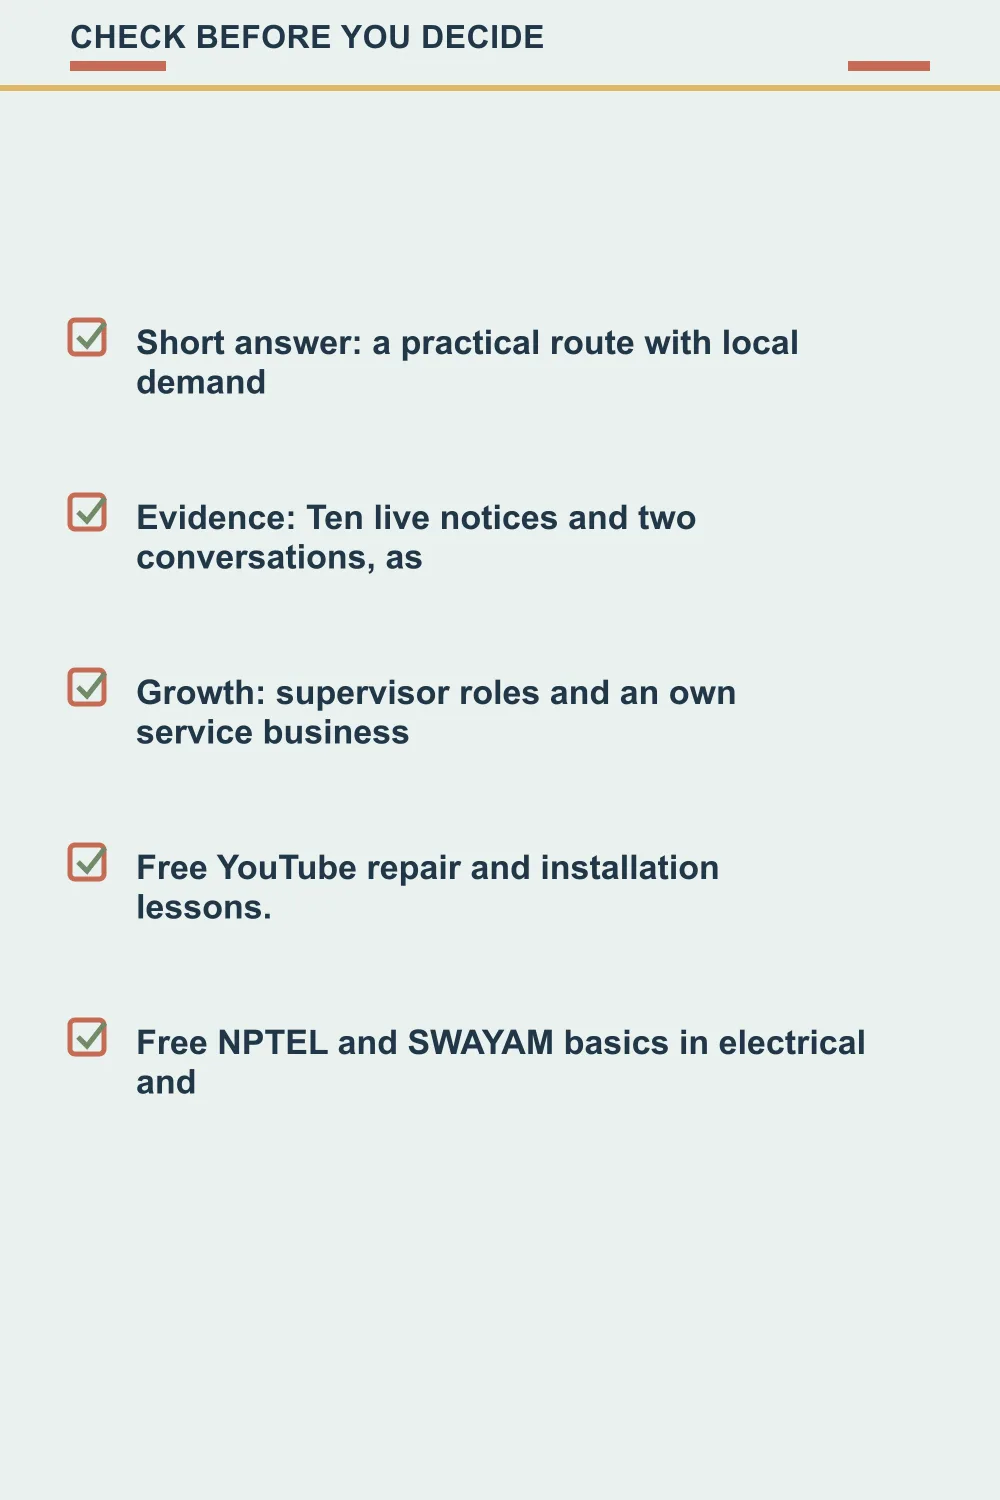 CHECK BEFORE YOU DECIDE
Short answer: a practical route with local
demand
Evidence: Ten live notices and two
conversations, as
Growth: supervisor roles and an own
service business
Free YouTube repair and installation
lessons.
Free NPTEL and SWAYAM basics in electrical
and